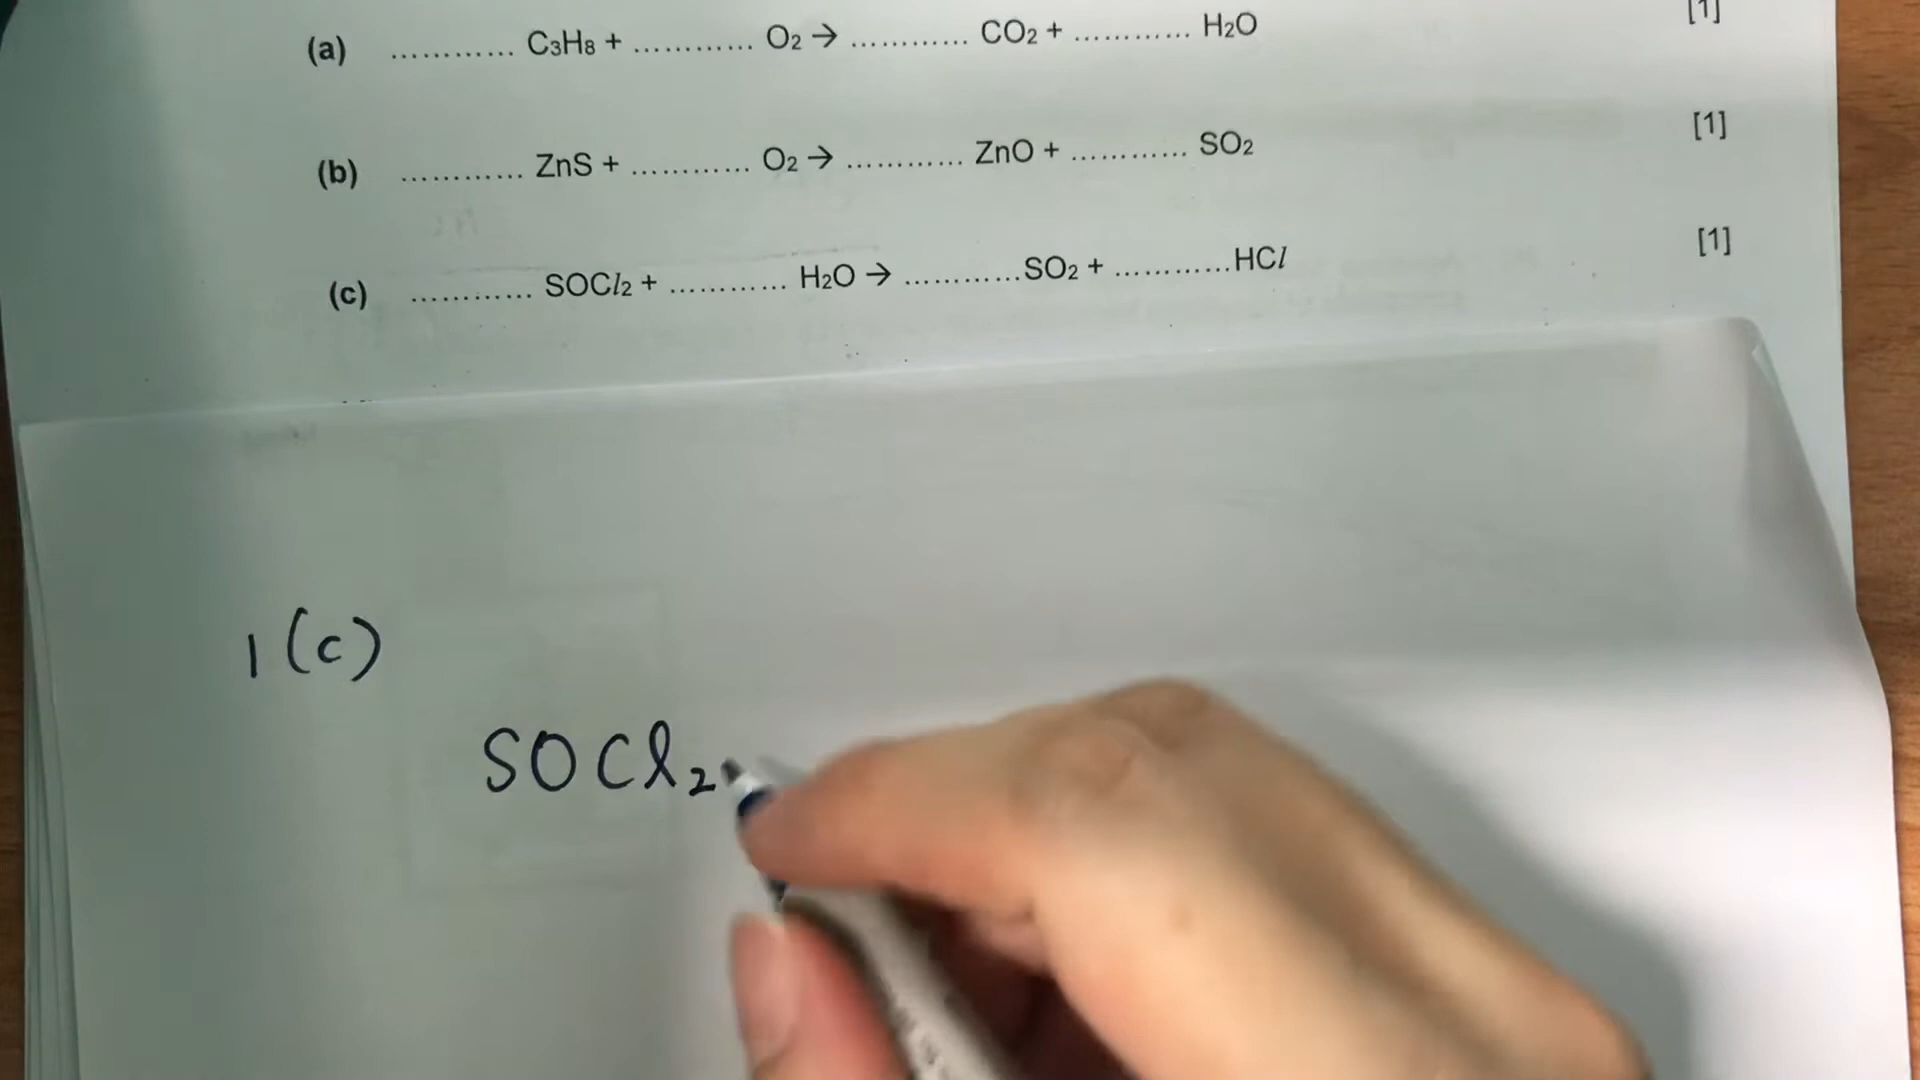 (a) ............ C₃H₈ + ............ O₂ → ............ CO₂ + ............ H₂O [1]
(b) ............ ZnS + ............ O₂ → ............ ZnO + ............ SO₂ [1]
(c) ............ SOCl₂ + ............ H₂O → ............SO₂ + ............HCl [1]
1(c)
SOCl₂